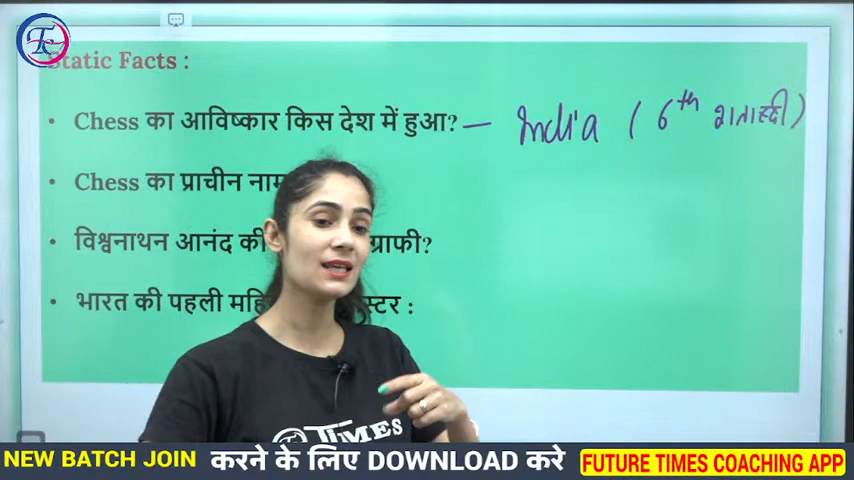 Static Facts :
Chess का आविष्कार किस देश में हुआ? — India ( 6th शताब्दी)
Chess का प्राचीन नाम
विश्वनाथन आनंद की ग्राफी?
भारत की पहली महि स्टर :
TIMES
NEW BATCH JOIN करने के लिए DOWNLOAD करे FUTURE TIMES COACHING APP